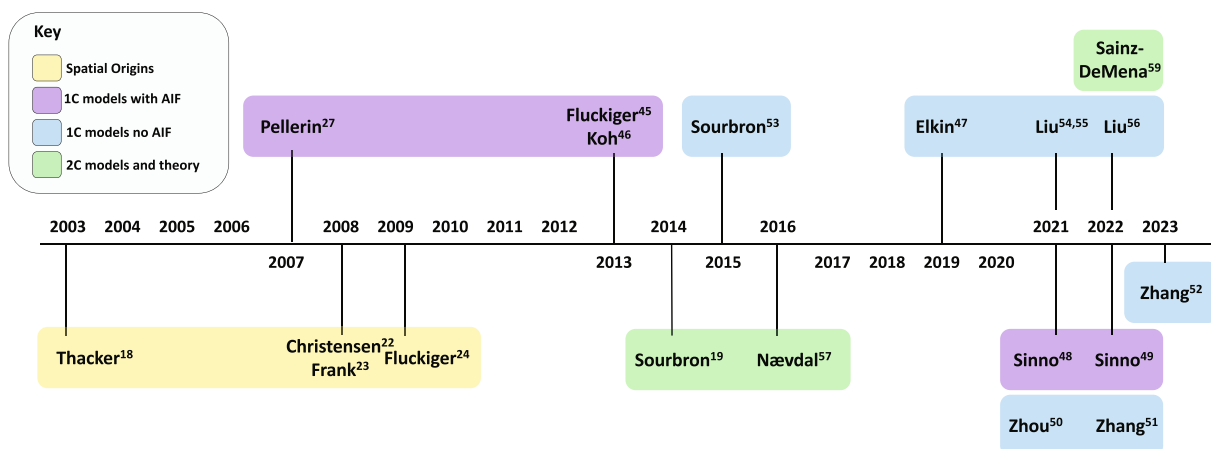 Key
Spatial Origins
1C models with AIF
1C models no AIF
2C models and theory
Sainz-
DeMena59
Pellerin27
Fluckiger45
Koh46
Sourbron53
Elkin47
Liu54,55
Liu56
2003 2004 2005 2006 2008 2009 2010 2011 2012 2014 2016 2021 2022 2023
2007 2013 2015 2017 2018 2019 2020
Zhang52
Thacker18
Christensen22
Frank23
Fluckiger24
Sourbron19
Nævdal57
Sinno48
Sinno49
Zhou50
Zhang51